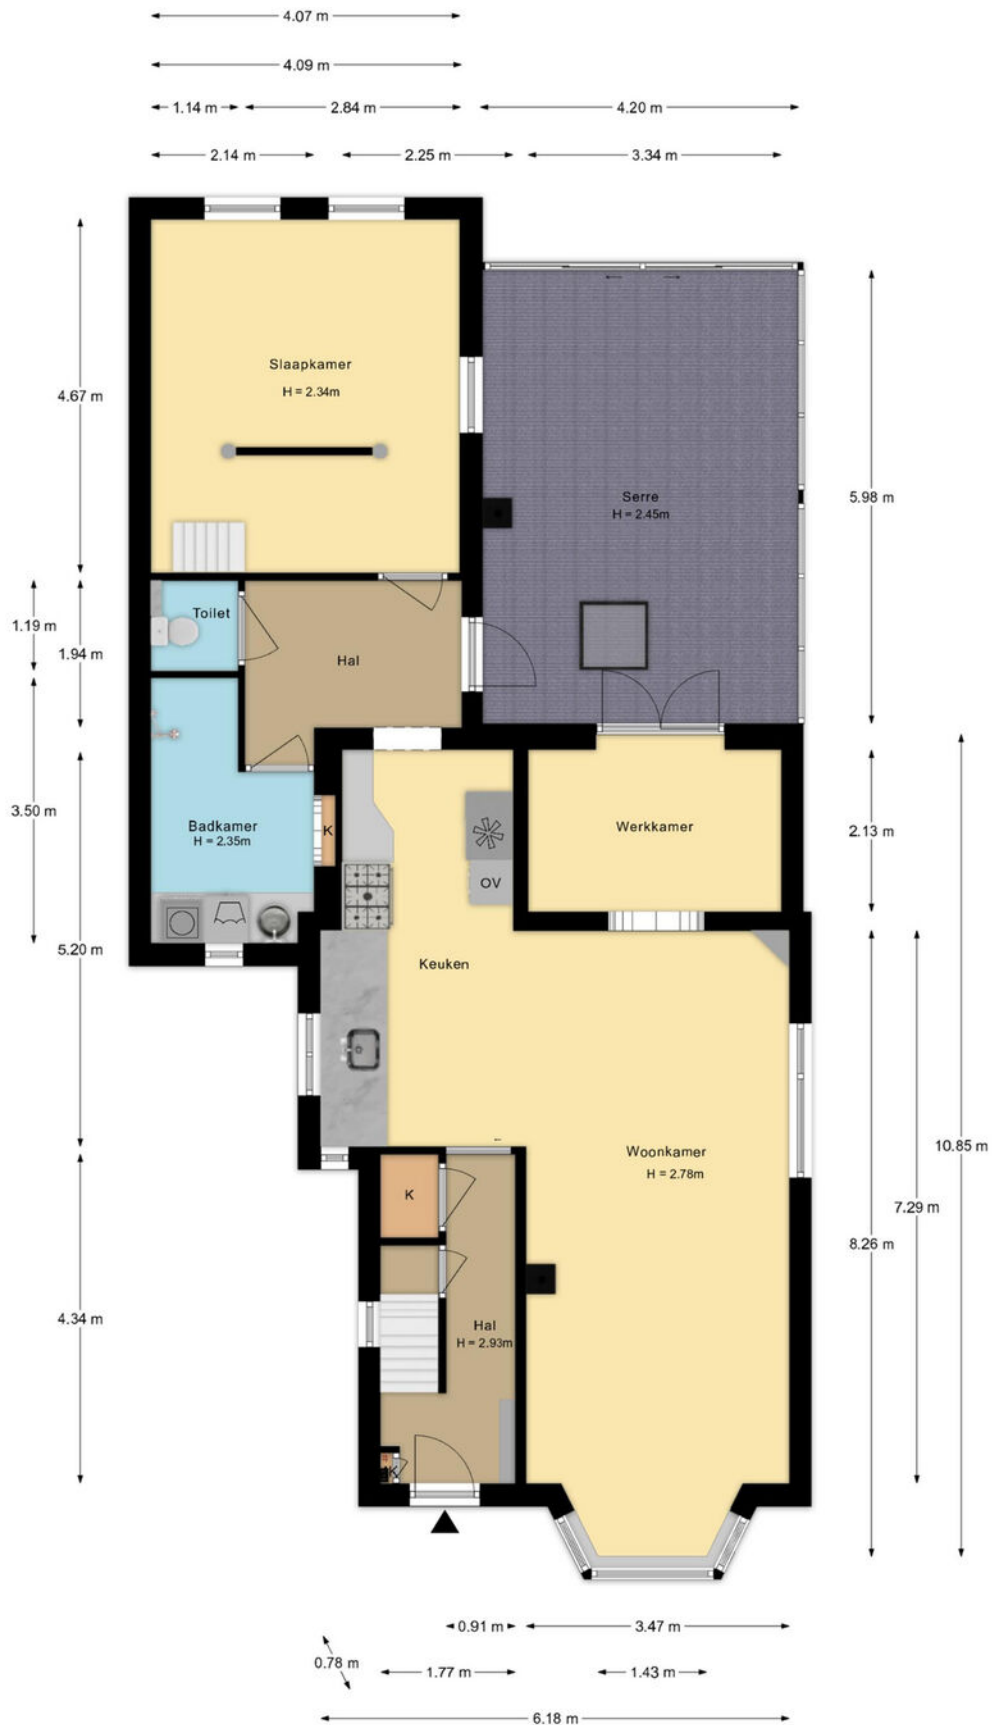 4.07 m
4.09 m
1.14 m 2.84 m 4.20 m
2.14 m 2.25 m 3.34 m
Slaapkamer
H = 2.34m
4.67 m
Serre
H = 2.45m
5.98 m
Toilet
1.19 m
1.94 m
Hal
3.50 m
Badkamer
H = 2.35m
K
Werkkamer
2.13 m
OV
5.20 m
Keuken
Woonkamer
H = 2.78m
10.85 m
7.29 m
8.26 m
K
4.34 m
Hal
H = 2.93m
K
0.91 m 3.47 m
0.78 m
1.77 m 1.43 m
6.18 m